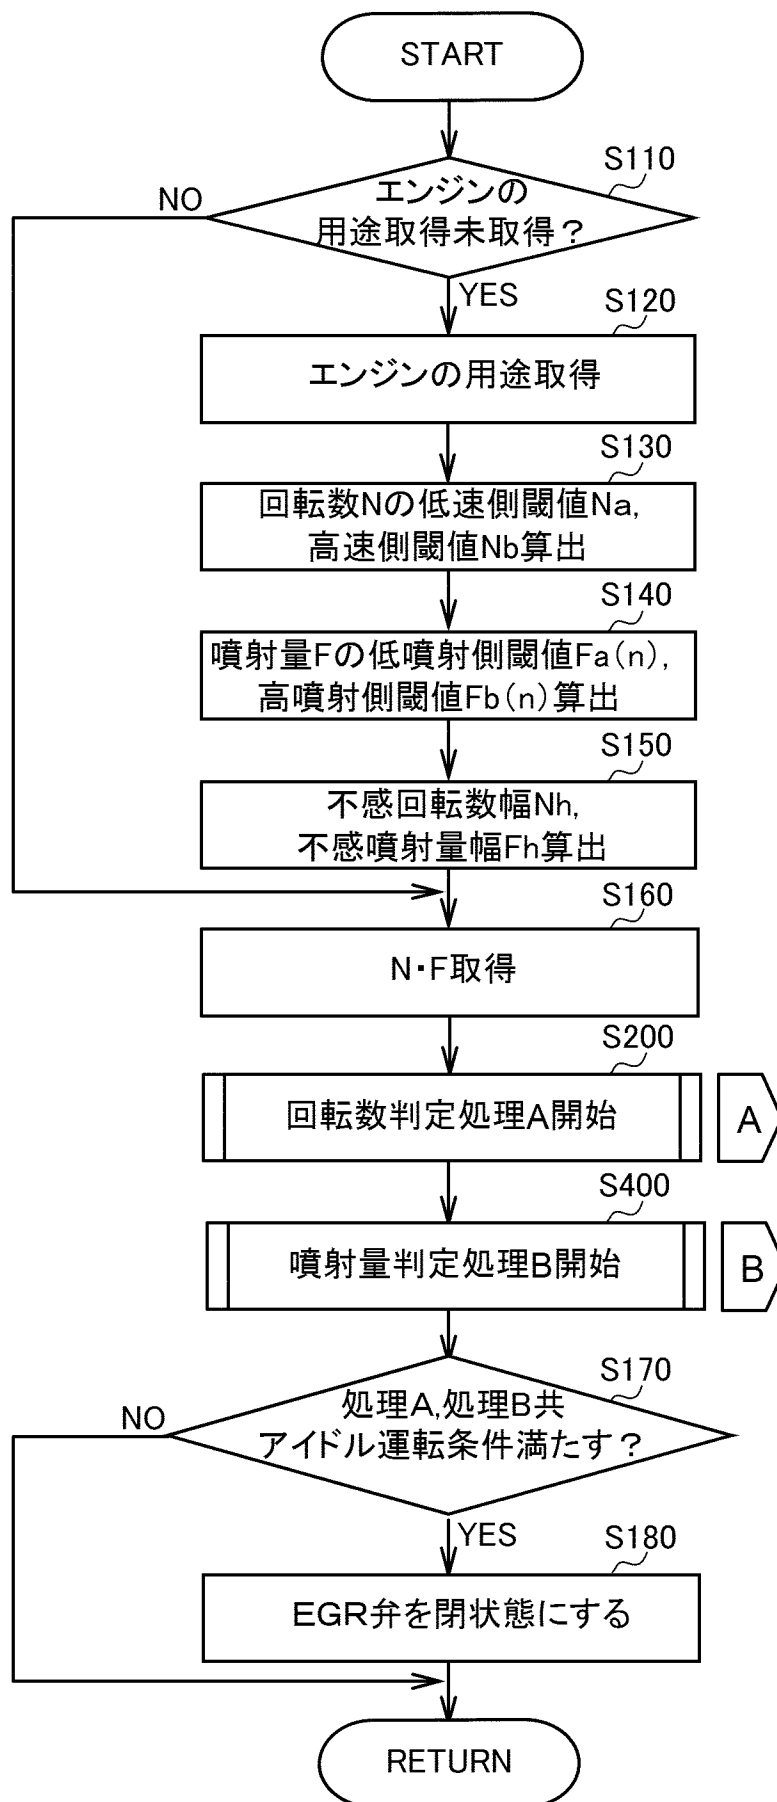 START
S110
エンジンの
用途取得未取得？
NO
YES
S120
エンジンの用途取得
S130
回転数Nの低速側閾値Na,
高速側閾値Nb算出
S140
噴射量Fの低噴射側閾値Fa(n),
高噴射側閾値Fb(n)算出
S150
不感回転数幅Nh,
不感噴射量幅Fh算出
S160
N・F取得
S200
回転数判定処理A開始
A
S400
噴射量判定処理B開始
B
S170
処理A,処理B共
アイドル運転条件満たす？
NO
YES
S180
EGR弁を閉状態にする
RETURN